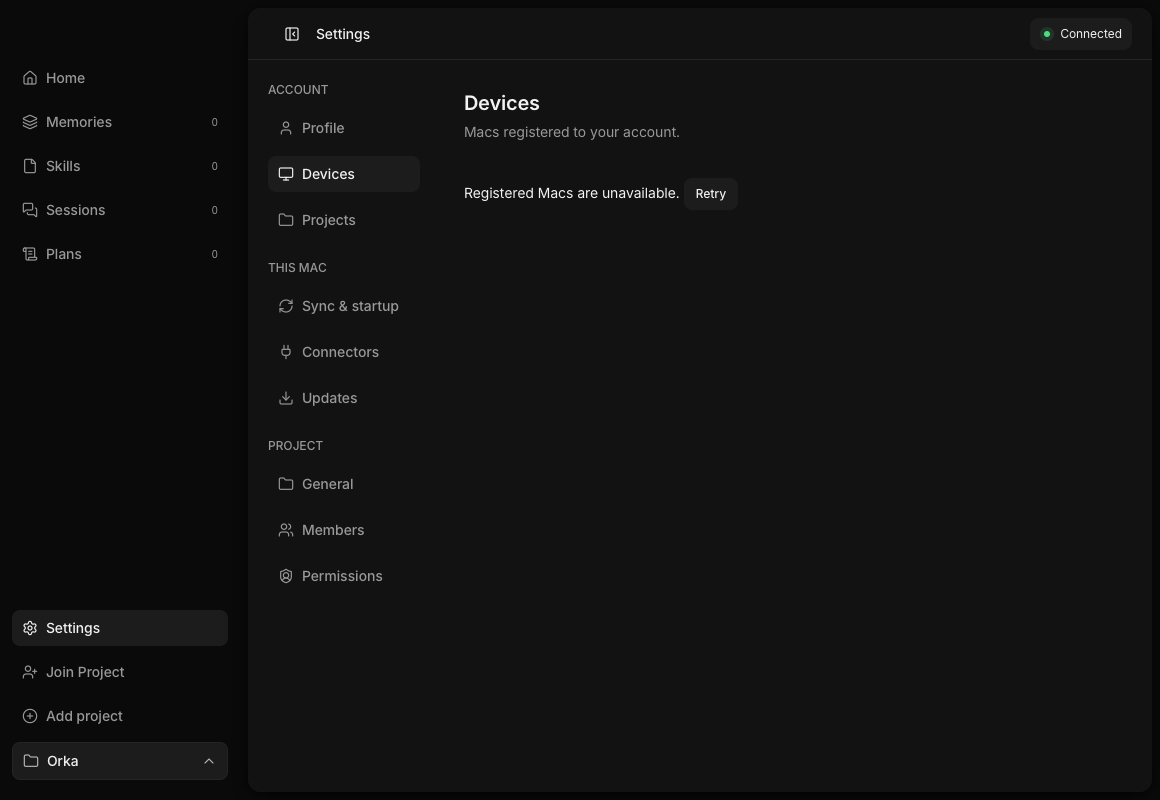 Home
Memories 0
Skills 0
Sessions 0
Plans 0
Settings
Join Project
Add project
Orka
Settings
Connected
ACCOUNT
Profile
Devices
Projects
THIS MAC
Sync & startup
Connectors
Updates
PROJECT
General
Members
Permissions
Devices
Macs registered to your account.
Registered Macs are unavailable. Retry